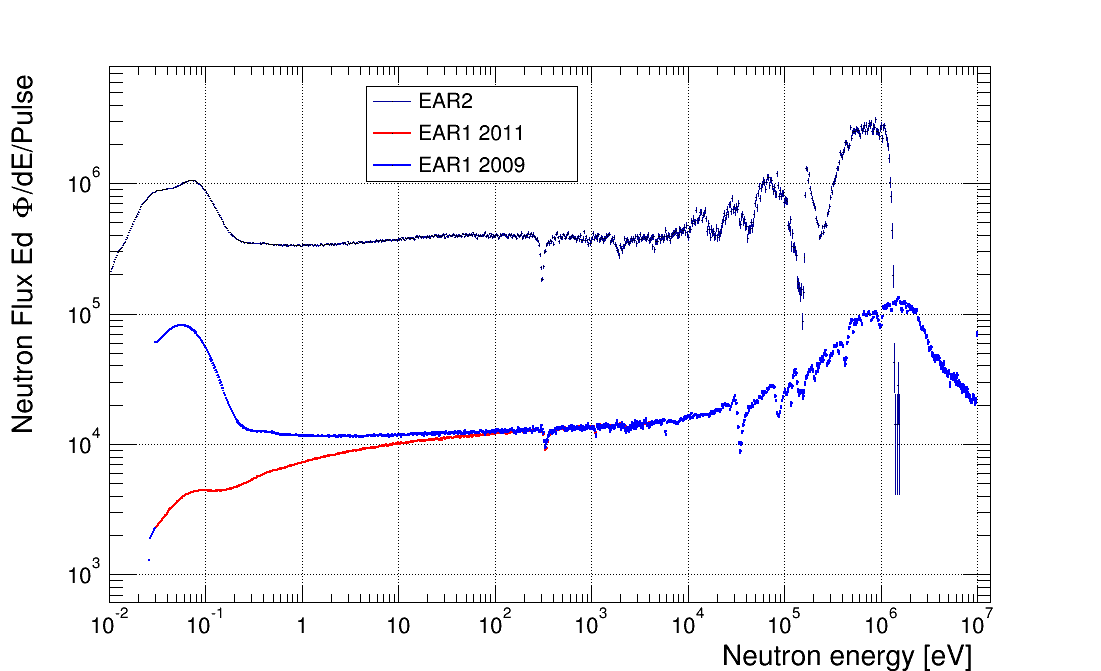 Neutron Flux Ed Φ/dE/Pulse
EAR2
EAR1 2011
EAR1 2009
10^6
10^5
10^4
10^3
10^-2 10^-1 1 10 10^2 10^3 10^4 10^5 10^6 10^7
Neutron energy [eV]